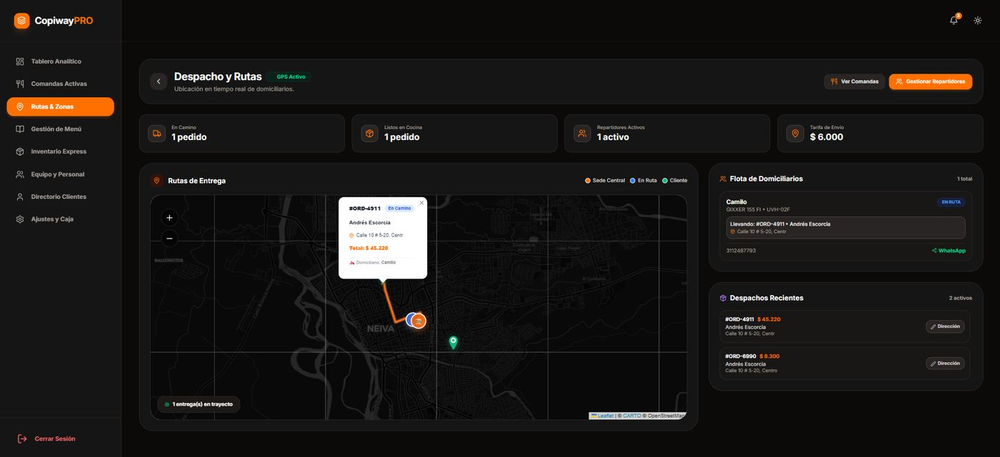 CopiwayPRO
3
Tablero Analítico
Comandas Activas
Rutas & Zonas
Gestión de Menú
Inventario Express
Equipo y Personal
Directorio Clientes
Ajustes y Caja
Cerrar Sesión
Despacho y Rutas
GPS Activo
Ubicación en tiempo real de domiciliarios.
Ver Comandas
Gestionar Repartidores
En Camino
1 pedido
Listos en Cocina
1 pedido
Repartidores Activos
1 activo
Tarifa de Envío
$ 6.000
Rutas de Entrega
Sede Central
En Ruta
Cliente
+
−
#ORD-4911 En Camino
×
Andrés Escorcia
Calle 10 # 5-20, Centr
Total: $ 45.220
Domiciliario: Camilo
NEIVA
1 entrega(s) en trayecto
Leaflet | © CARTO © OpenStreetMap
Flota de Domiciliarios
1 total
Camilo
EN RUTA
GIXXER 155 FI • UVH-02F
Llevando: #ORD-4911 • Andrés Escorcia
Calle 10 # 5-20, Centr
3112487793
WhatsApp
Despachos Recientes
2 activos
#ORD-4911 $ 45.220
Andrés Escorcia
Calle 10 # 5-20, Centr
Dirección
#ORD-6990 $ 8.300
Andrés Escorcia
Calle 10 # 5-20, Centro
Dirección